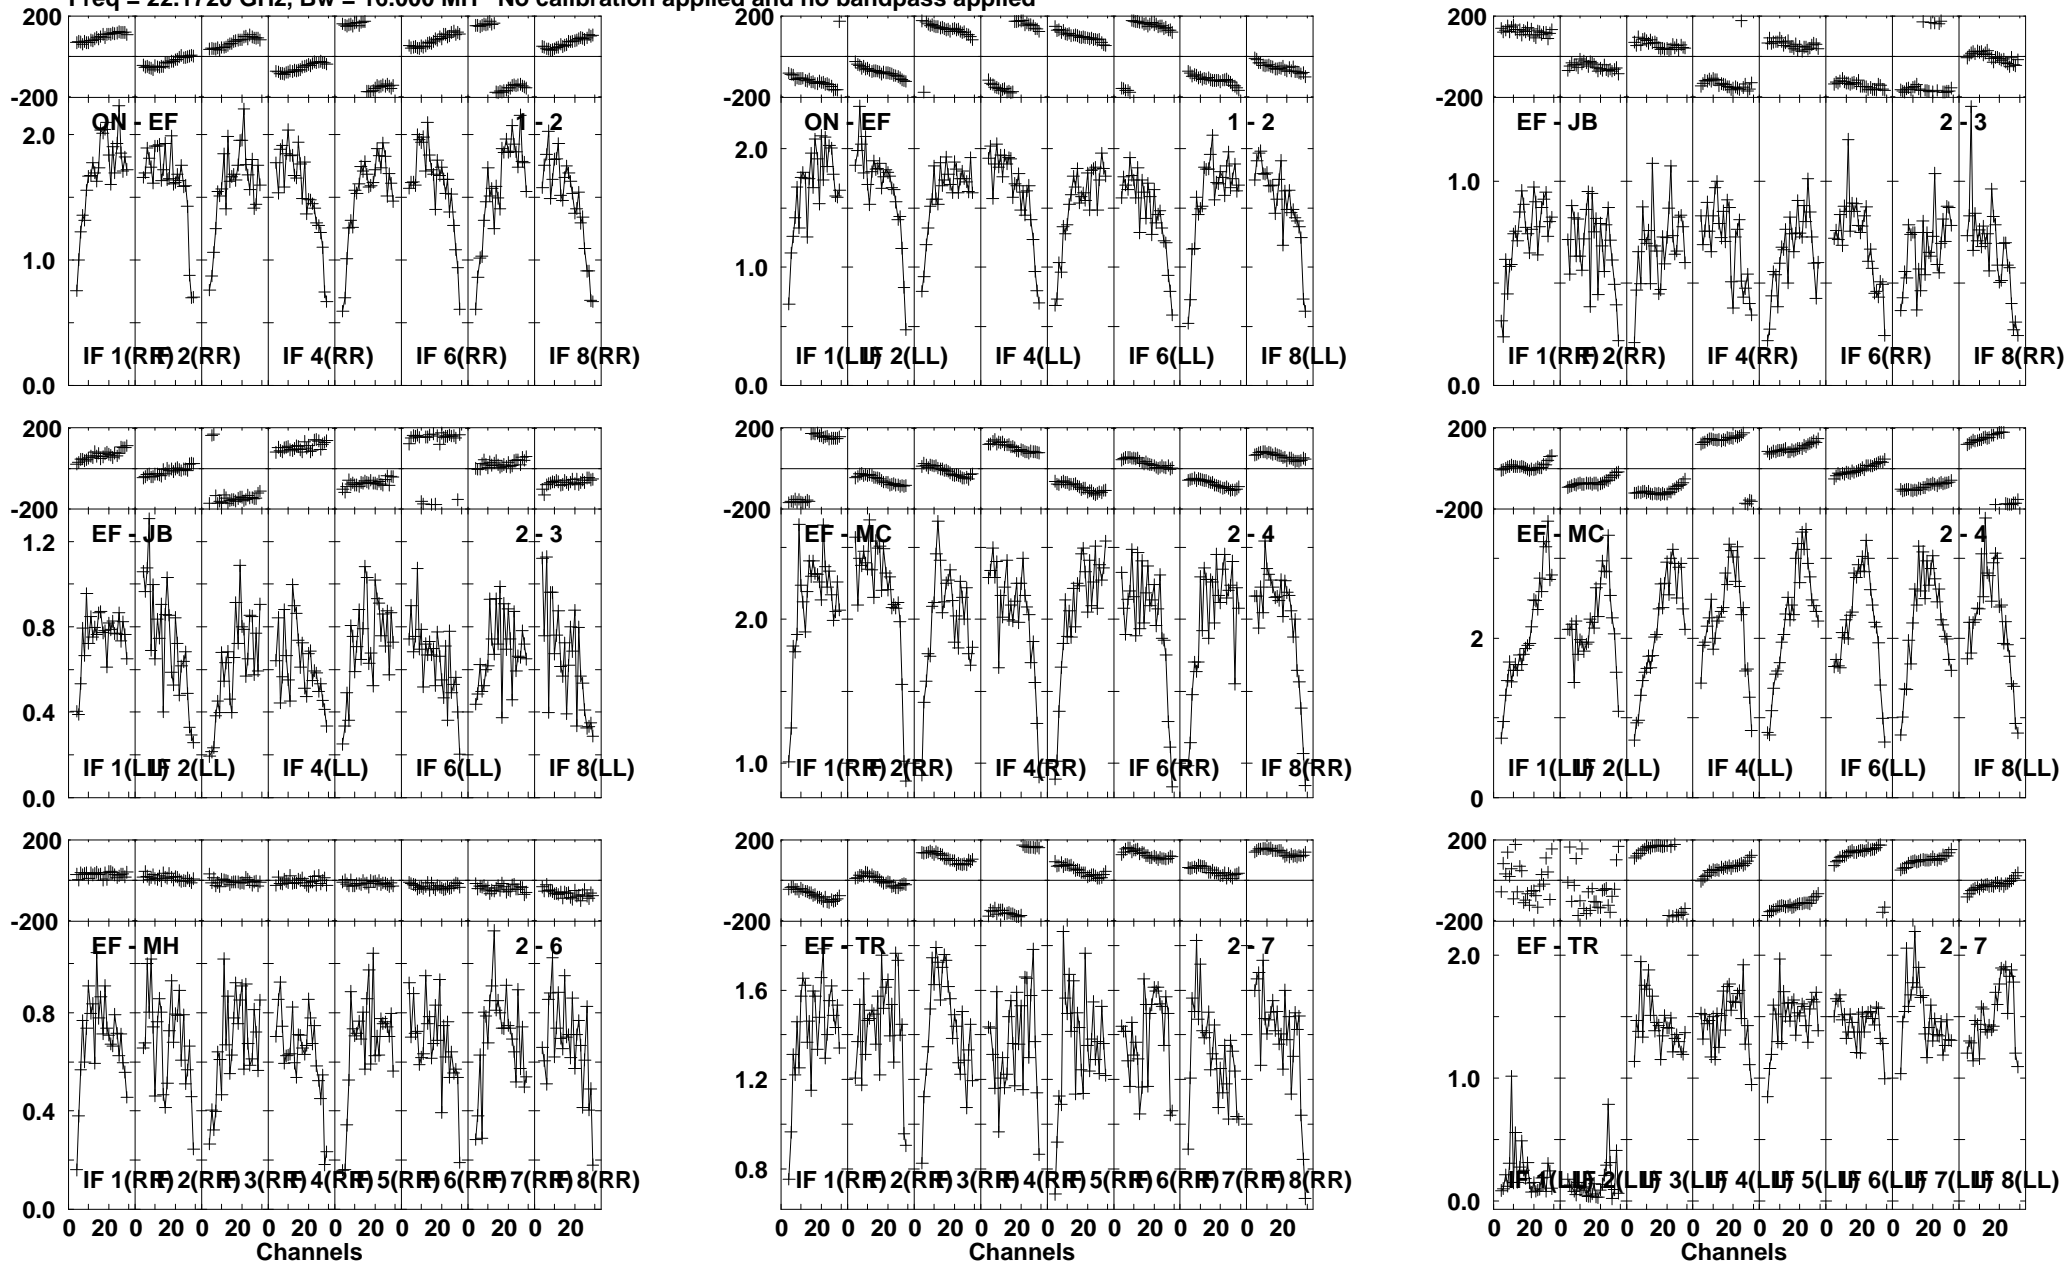 Freq = 22.1720 GHz, Bw = 16.000 MH No calibration applied and no bandpass applied
200
-200
2.0
1.0
0.0
ON - EF 1 - 2
IF 1(RR) IF 2(RR) IF 4(RR) IF 6(RR) IF 8(RR)
200
-200
2.0
1.0
0.0
ON - EF 1 - 2
IF 1(LL) IF 2(LL) IF 4(LL) IF 6(LL) IF 8(LL)
200
-200
1.0
0.0
EF - JB 2 - 3
IF 1(RR) IF 2(RR) IF 4(RR) IF 6(RR) IF 8(RR)
200
-200
1.2
0.8
0.4
0.0
EF - JB 2 - 3
IF 1(LL) IF 2(LL) IF 4(LL) IF 6(LL) IF 8(LL)
200
-200
2.0
1.0
EF - MC 2 - 4
IF 1(RR) IF 2(RR) IF 4(RR) IF 6(RR) IF 8(RR)
200
-200
2
0
EF - MC 2 - 4
IF 1(LL) IF 2(LL) IF 4(LL) IF 6(LL) IF 8(LL)
200
-200
0.8
0.4
0.0
EF - MH 2 - 6
IF 1(RR) IF 2(RR) IF 3(RR) IF 4(RR) IF 5(RR) IF 6(RR) IF 7(RR) IF 8(RR)
0 20 0 20 0 20 0 20 0 20 0 20 0 20 0 20
Channels
200
-200
1.6
1.2
0.8
EF - TR 2 - 7
IF 1(RR) IF 2(RR) IF 3(RR) IF 4(RR) IF 5(RR) IF 6(RR) IF 7(RR) IF 8(RR)
0 20 0 20 0 20 0 20 0 20 0 20 0 20 0 20
200
-200
2.0
1.0
0.0
EF - TR 2 - 7
IF 1(LL) IF 2(LL) IF 3(LL) IF 4(LL) IF 5(LL) IF 6(LL) IF 7(LL) IF 8(LL)
0 20 0 20 0 20 0 20 0 20 0 20 0 20 0 20
Channels